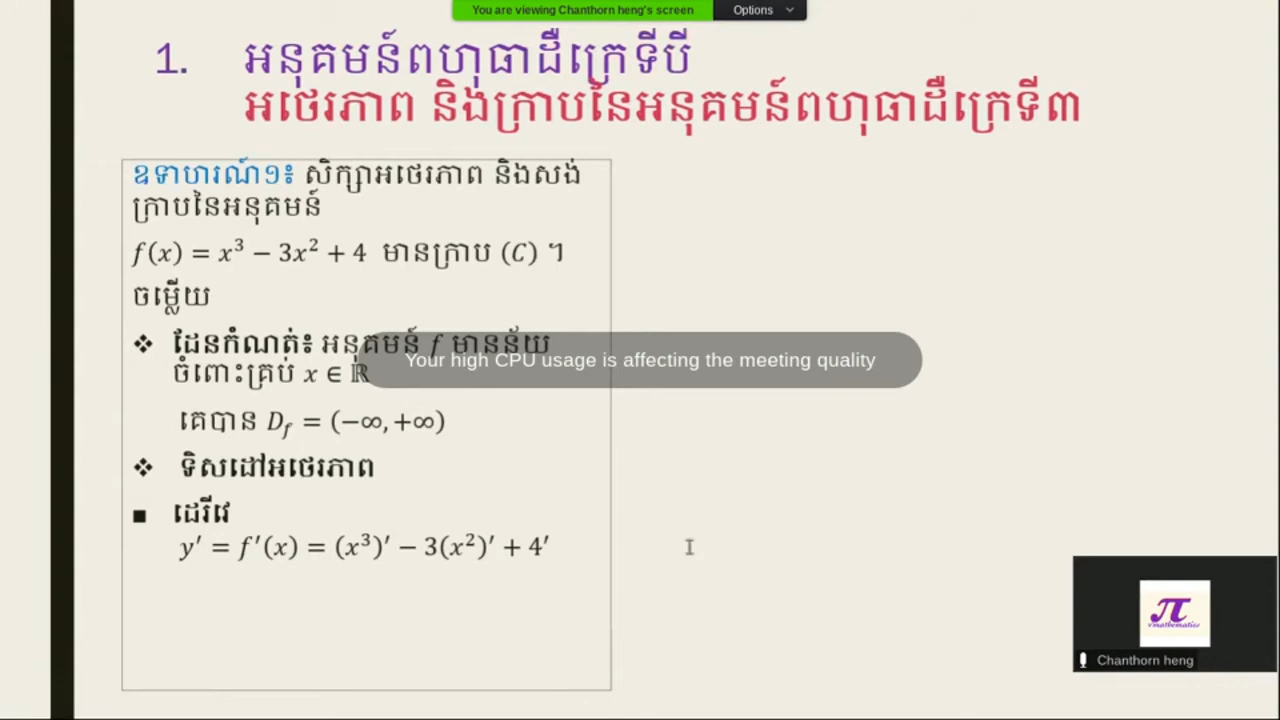 You are viewing Chanthorn heng's screen
Options
1. អនុគមន៍ពហុធាដឺក្រេទីបី
អថេរភាព និងក្រាបនៃអនុគមន៍ពហុធាដឺក្រេទី៣
ឧទាហរណ៍១៖ សិក្សាអថេរភាព និងសង់
ក្រាបនៃអនុគមន៍
f(x) = x³ − 3x² + 4 មានក្រាប (C) ។
ចម្លើយ
❖ ដែនកំណត់៖ អនុគមន៍ f មានន័យ
Your high CPU usage is affecting the meeting quality
ចំពោះគ្រប់ x ∈ ℝ
គេបាន D_f = (−∞, +∞)
❖ ទិសដៅអថេរភាព
■ ដេរីវេ
y′ = f′(x) = (x³)′ − 3(x²)′ + 4′
π
mathematics
Chanthorn heng